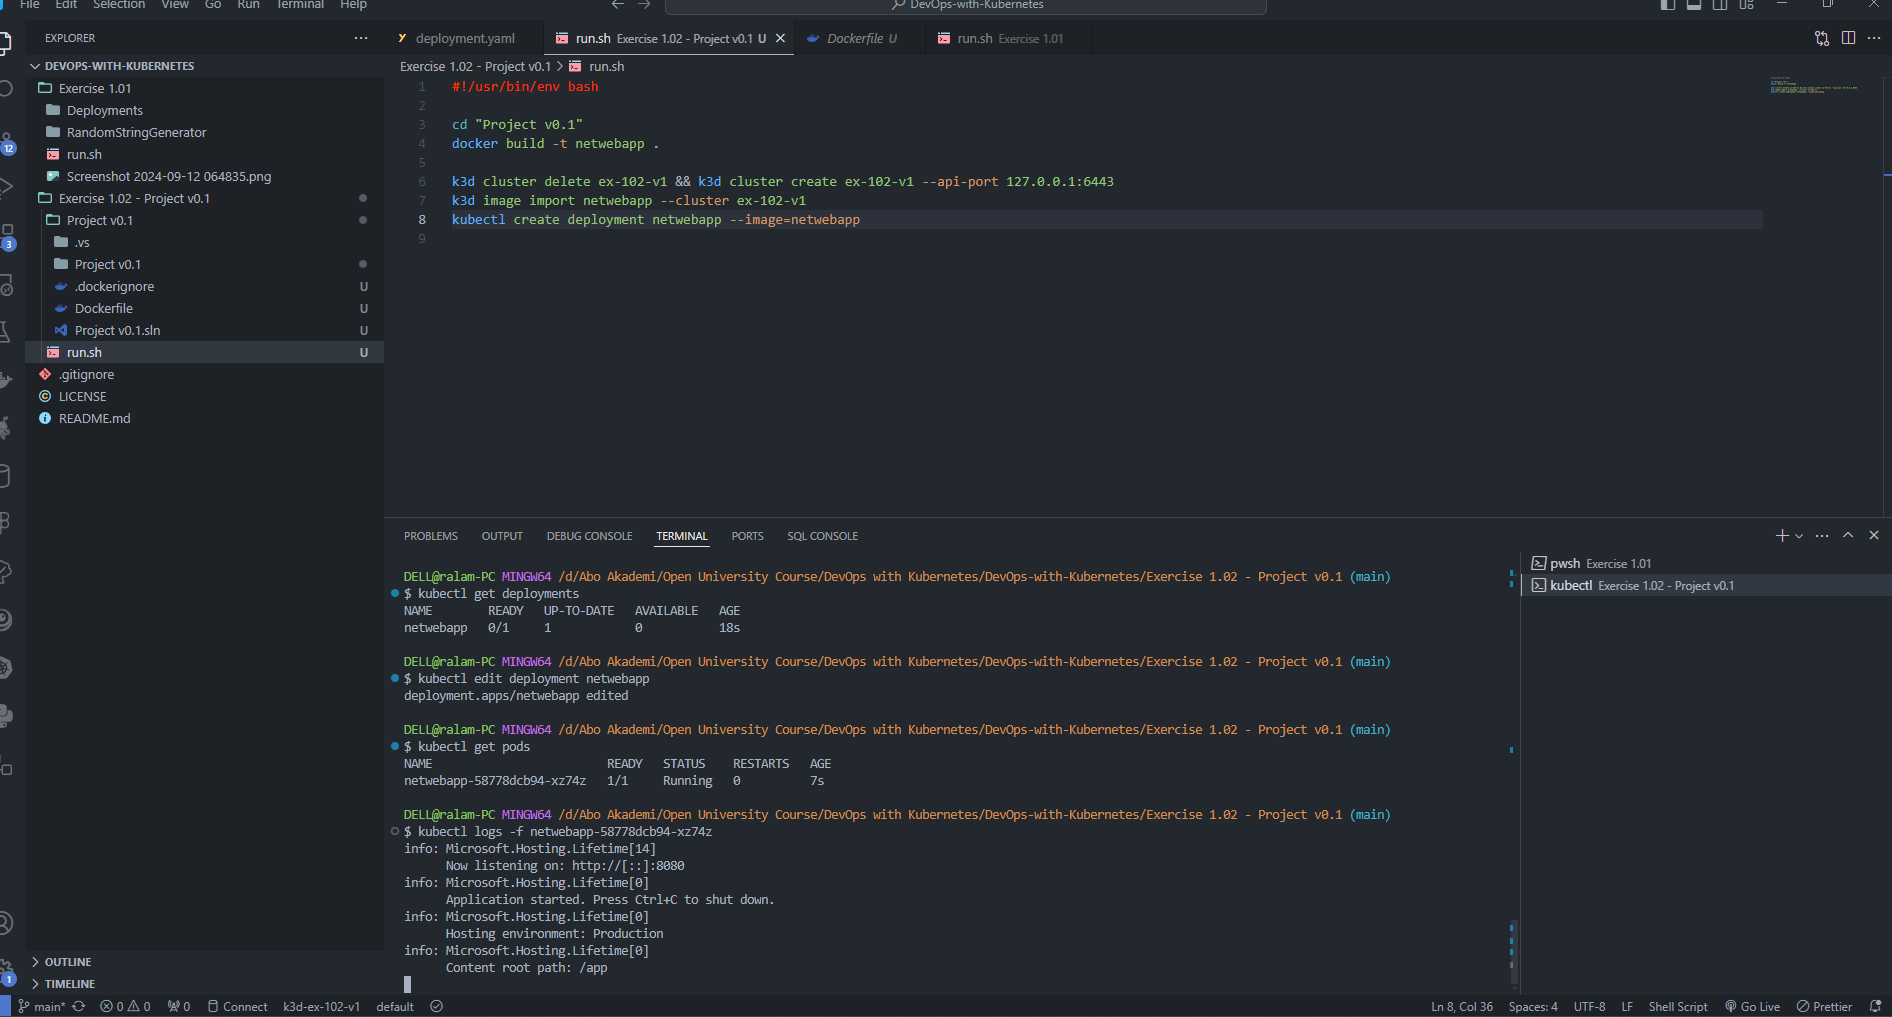 File Edit Selection View Go Run Terminal Help
DevOps-with-Kubernetes
EXPLORER
DEVOPS-WITH-KUBERNETES
Exercise 1.01
Deployments
RandomStringGenerator
run.sh
Screenshot 2024-09-12 064835.png
Exercise 1.02 - Project v0.1
Project v0.1
.vs
Project v0.1
.dockerignore U
Dockerfile U
Project v0.1.sln U
run.sh U
.gitignore
LICENSE
README.md
OUTLINE
TIMELINE
12
3
1
deployment.yaml
run.sh Exercise 1.02 - Project v0.1 U
Dockerfile U
run.sh Exercise 1.01
Exercise 1.02 - Project v0.1 > run.sh
1 #!/usr/bin/env bash
2
3 cd "Project v0.1"
4 docker build -t netwebapp .
5
6 k3d cluster delete ex-102-v1 && k3d cluster create ex-102-v1 --api-port 127.0.0.1:6443
7 k3d image import netwebapp --cluster ex-102-v1
8 kubectl create deployment netwebapp --image=netwebapp
9
PROBLEMS OUTPUT DEBUG CONSOLE TERMINAL PORTS SQL CONSOLE
DELL@ralam-PC MINGW64 /d/Abo Akademi/Open University Course/DevOps with Kubernetes/DevOps-with-Kubernetes/Exercise 1.02 - Project v0.1 (main)
$ kubectl get deployments
NAME READY UP-TO-DATE AVAILABLE AGE
netwebapp 0/1 1 0 18s
DELL@ralam-PC MINGW64 /d/Abo Akademi/Open University Course/DevOps with Kubernetes/DevOps-with-Kubernetes/Exercise 1.02 - Project v0.1 (main)
$ kubectl edit deployment netwebapp
deployment.apps/netwebapp edited
DELL@ralam-PC MINGW64 /d/Abo Akademi/Open University Course/DevOps with Kubernetes/DevOps-with-Kubernetes/Exercise 1.02 - Project v0.1 (main)
$ kubectl get pods
NAME READY STATUS RESTARTS AGE
netwebapp-58778dcb94-xz74z 1/1 Running 0 7s
DELL@ralam-PC MINGW64 /d/Abo Akademi/Open University Course/DevOps with Kubernetes/DevOps-with-Kubernetes/Exercise 1.02 - Project v0.1 (main)
$ kubectl logs -f netwebapp-58778dcb94-xz74z
info: Microsoft.Hosting.Lifetime[14]
Now listening on: http://[::]:8080
info: Microsoft.Hosting.Lifetime[0]
Application started. Press Ctrl+C to shut down.
info: Microsoft.Hosting.Lifetime[0]
Hosting environment: Production
info: Microsoft.Hosting.Lifetime[0]
Content root path: /app
pwsh Exercise 1.01
kubectl Exercise 1.02 - Project v0.1
main* 0 0 0 Connect k3d-ex-102-v1 default
Ln 8, Col 36 Spaces: 4 UTF-8 LF Shell Script Go Live Prettier